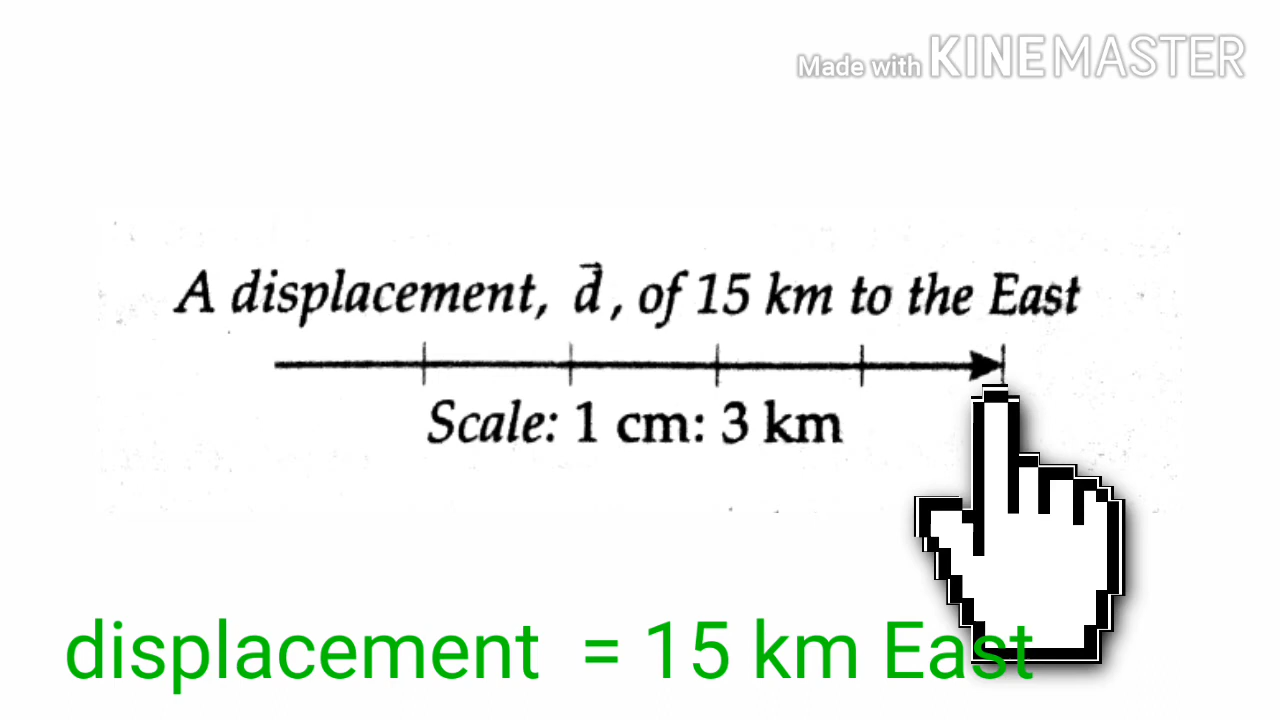 Made with KINEMASTER
A displacement, d⃗, of 15 km to the East
Scale: 1 cm: 3 km
displacement = 15 km East